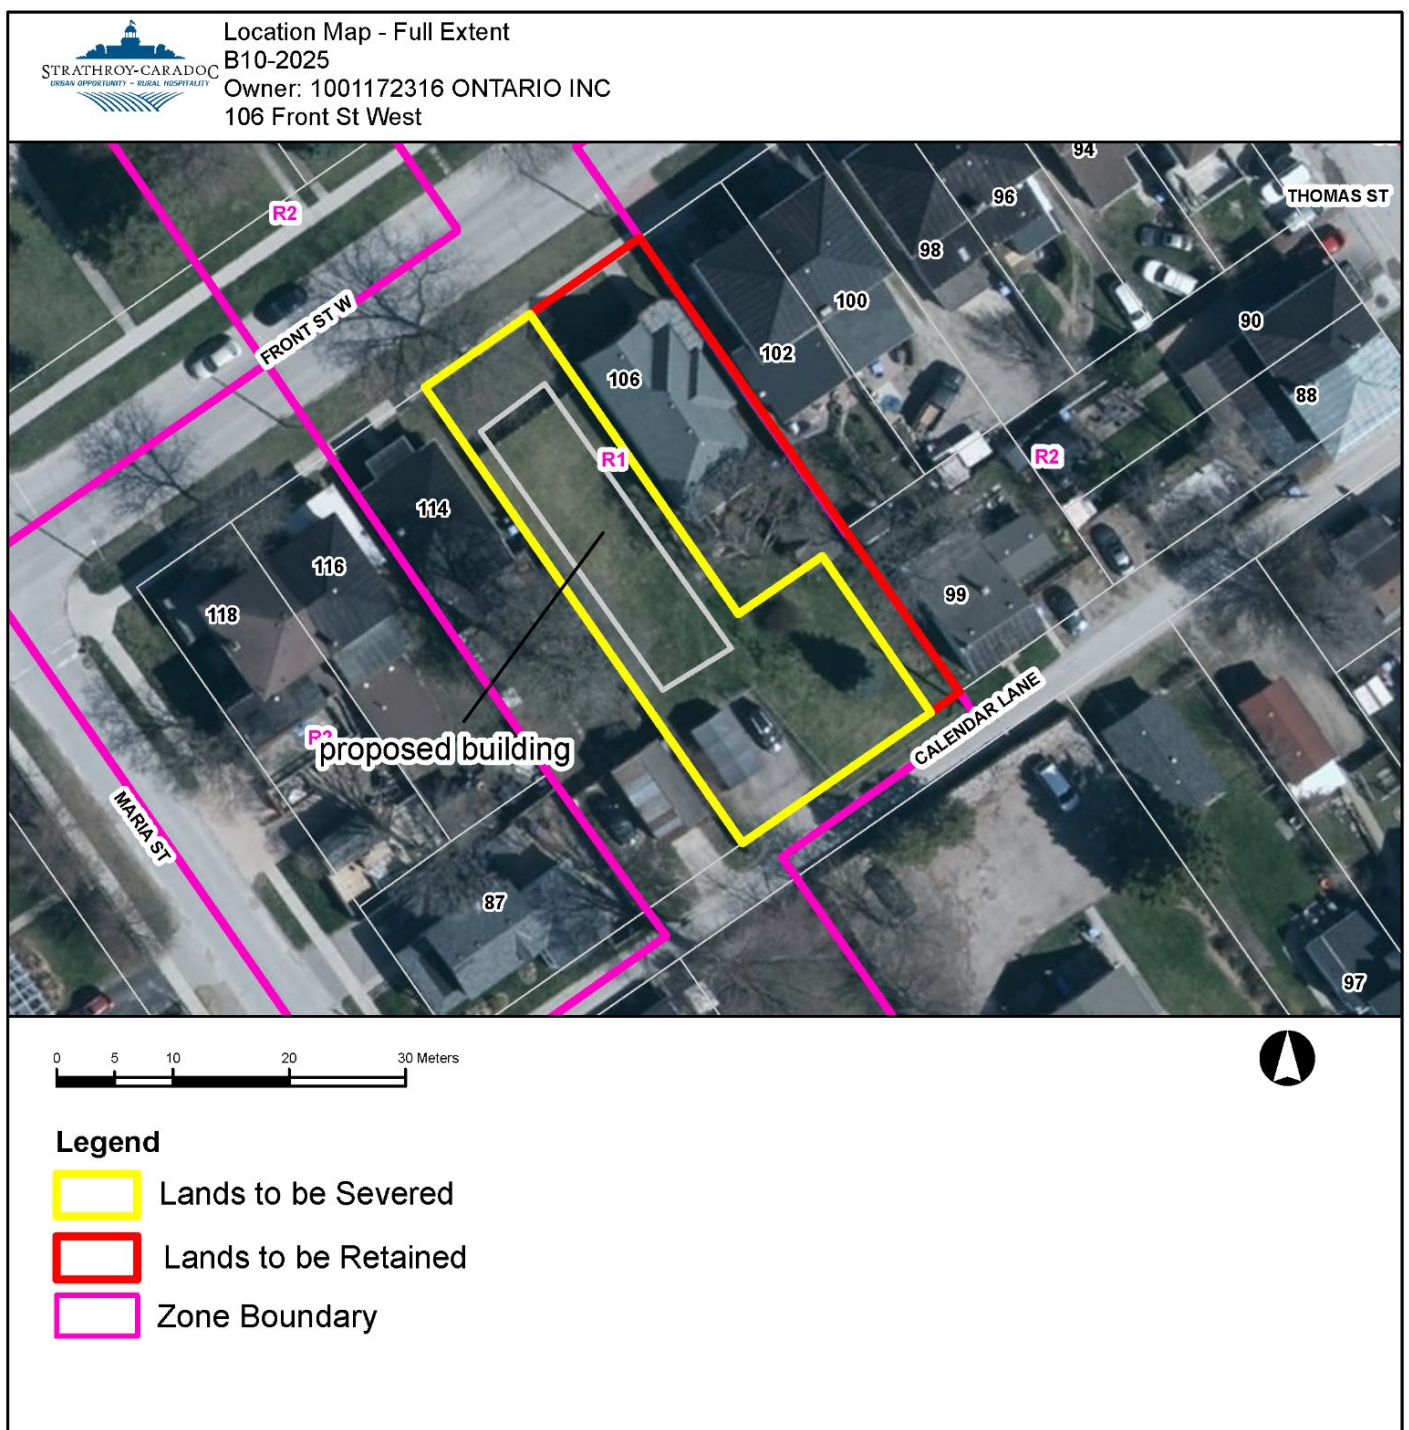 STRATHROY-CARADOC
URBAN OPPORTUNITY ~ RURAL HOSPITALITY
Location Map - Full Extent
B10-2025
Owner: 1001172316 ONTARIO INC
106 Front St West
94
THOMAS ST
96
R2
98
100
90
FRONT ST W
102
106
88
R1
R2
114
116
99
118
CALENDAR LANE
R2
proposed building
MARIA ST
87
97
0 5 10 20 30 Meters
Legend
Lands to be Severed
Lands to be Retained
Zone Boundary